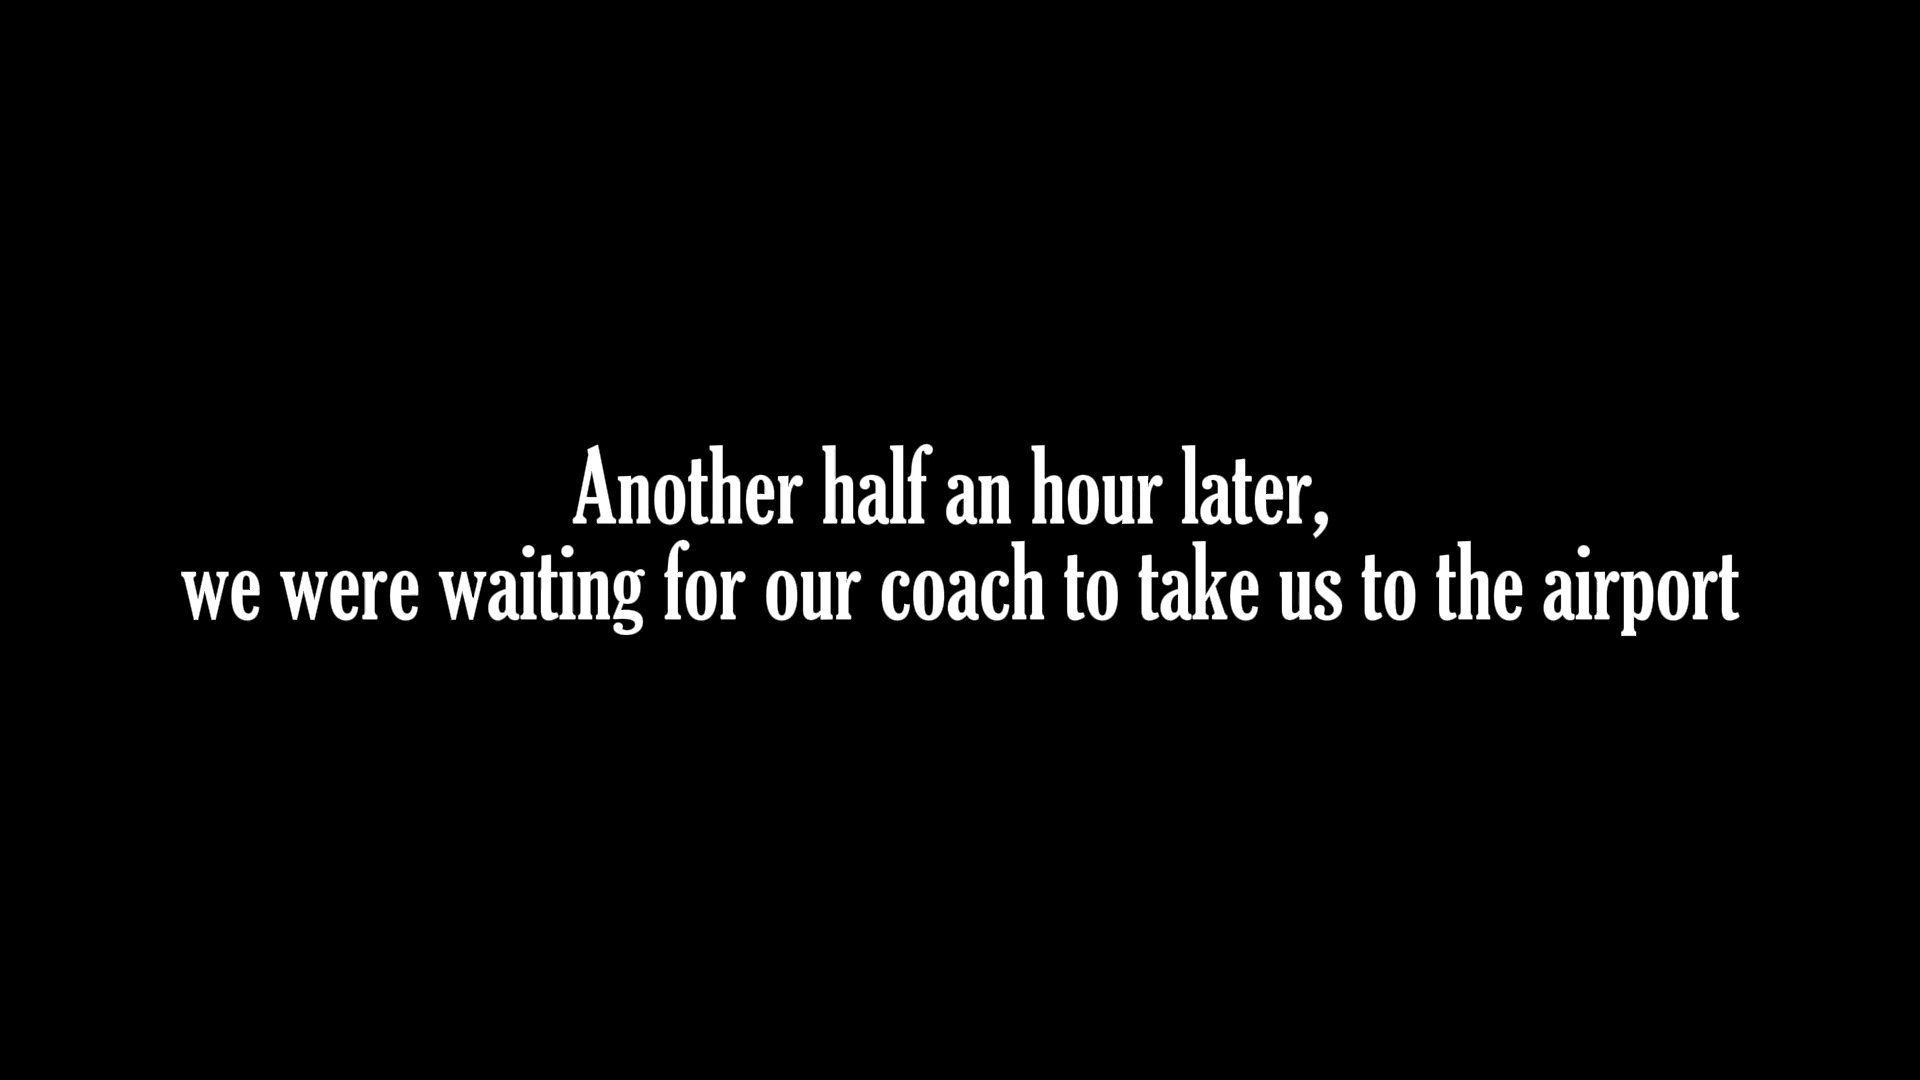 Another half an hour later,
we were waiting for our coach to take us to the airport